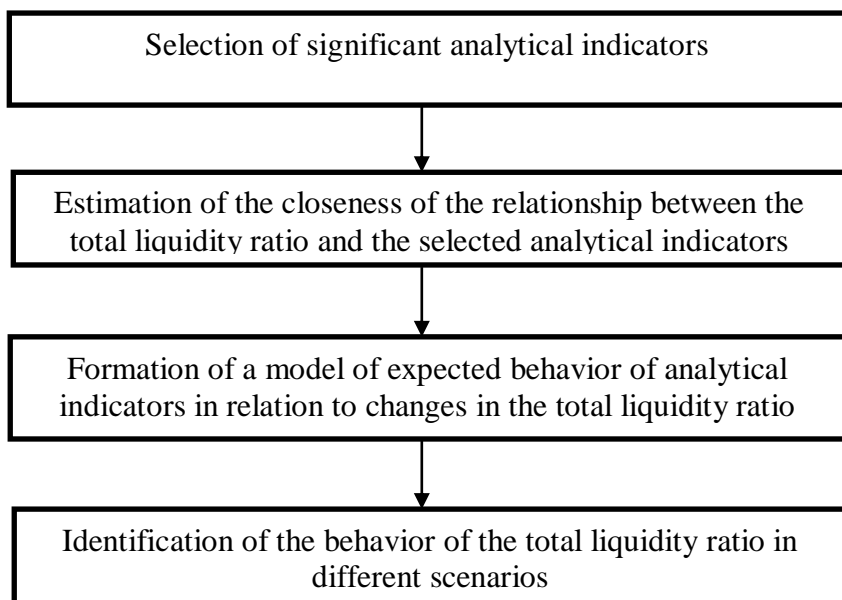 Selection of significant analytical indicators
Estimation of the closeness of the relationship between the
total liquidity ratio and the selected analytical indicators
Formation of a model of expected behavior of analytical
indicators in relation to changes in the total liquidity ratio
Identification of the behavior of the total liquidity ratio in
different scenarios